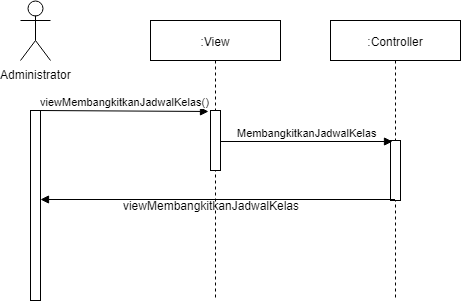 :View
:Controller
Administrator
viewMembangkitkanJadwalKelas()
MembangkitkanJadwalKelas
viewMembangkitkanJadwalKelas